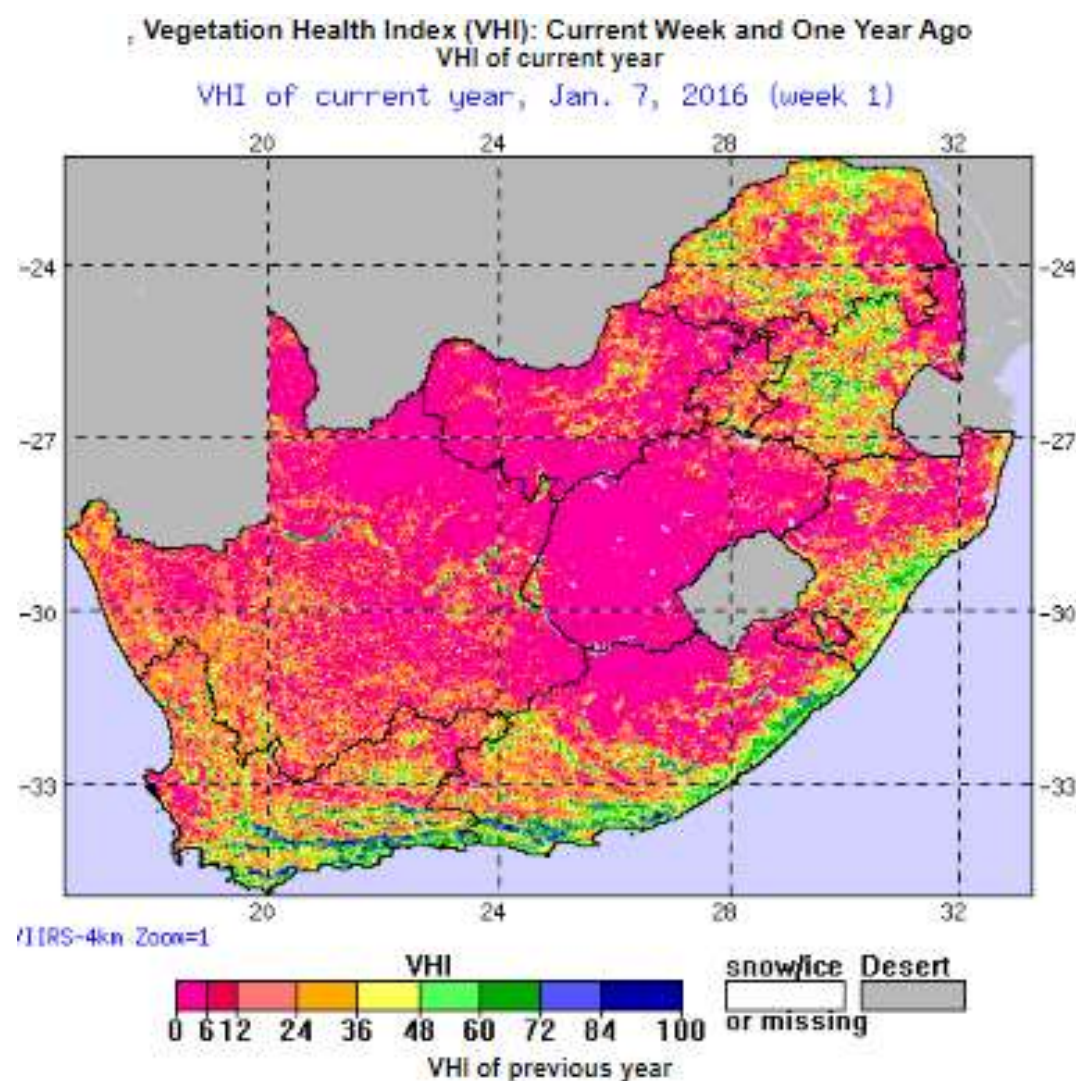 , Vegetation Health Index (VHI): Current Week and One Year Ago
VHI of current year
VHI of current year, Jan. 7, 2016 (week 1)
20 24 28 32
-24 -24
-27 -27
-30 -30
-33 -33
20 24 28 32
VIIRS-4km Zoom=1
VHI snow/ice Desert
0 6 12 24 36 48 60 72 84 100 or missing
VHI of previous year